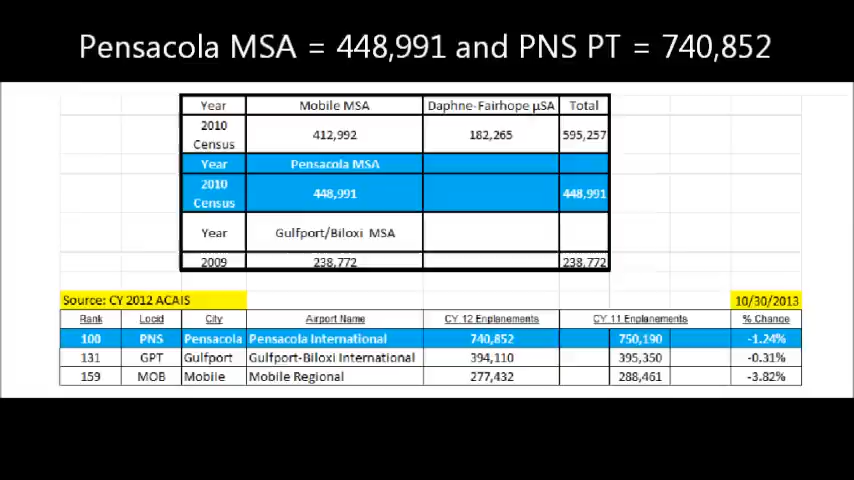 Pensacola MSA = 448,991 and PNS PT = 740,852
Year Mobile MSA Daphne-Fairhope µSA Total
2010 Census 412,992 182,265 595,257
Year Pensacola MSA
2010 Census 448,991 448,991
Year Gulfport/Biloxi MSA
2009 238,772 238,772
Source: CY 2012 ACAIS 10/30/2013
Rank Locid City Airport Name CY 12 Enplanements CY 11 Enplanements % Change
100 PNS Pensacola Pensacola International 740,852 750,190 -1.24%
131 GPT Gulfport Gulfport-Biloxi International 394,110 395,350 -0.31%
159 MOB Mobile Mobile Regional 277,432 288,461 -3.82%